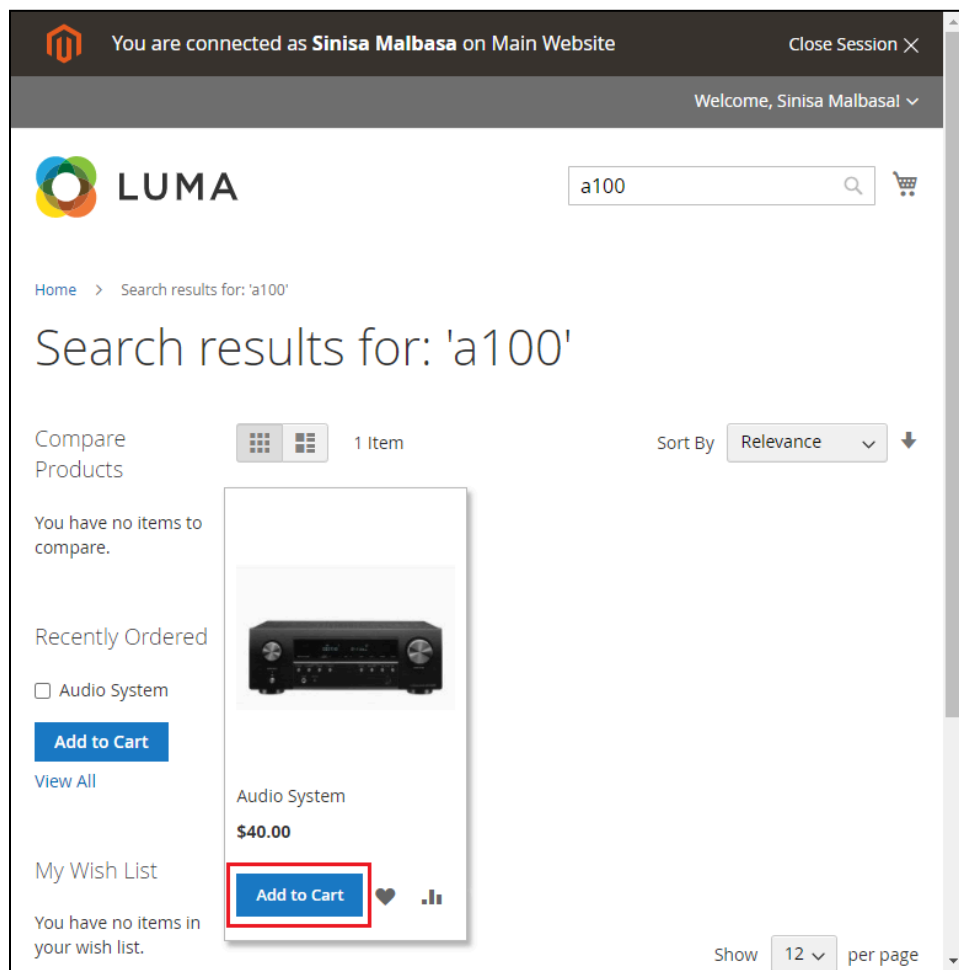 You are connected as Sinisa Malbasa on Main Website
Close Session
Welcome, Sinisa Malbasa!
LUMA
a100
Home > Search results for: 'a100'
Search results for: 'a100'
Compare
Products
You have no items to
compare.
Recently Ordered
Audio System
Add to Cart
View All
My Wish List
You have no items in
your wish list.
1 Item
Sort By Relevance
Audio System
$40.00
Add to Cart
Show 12 per page